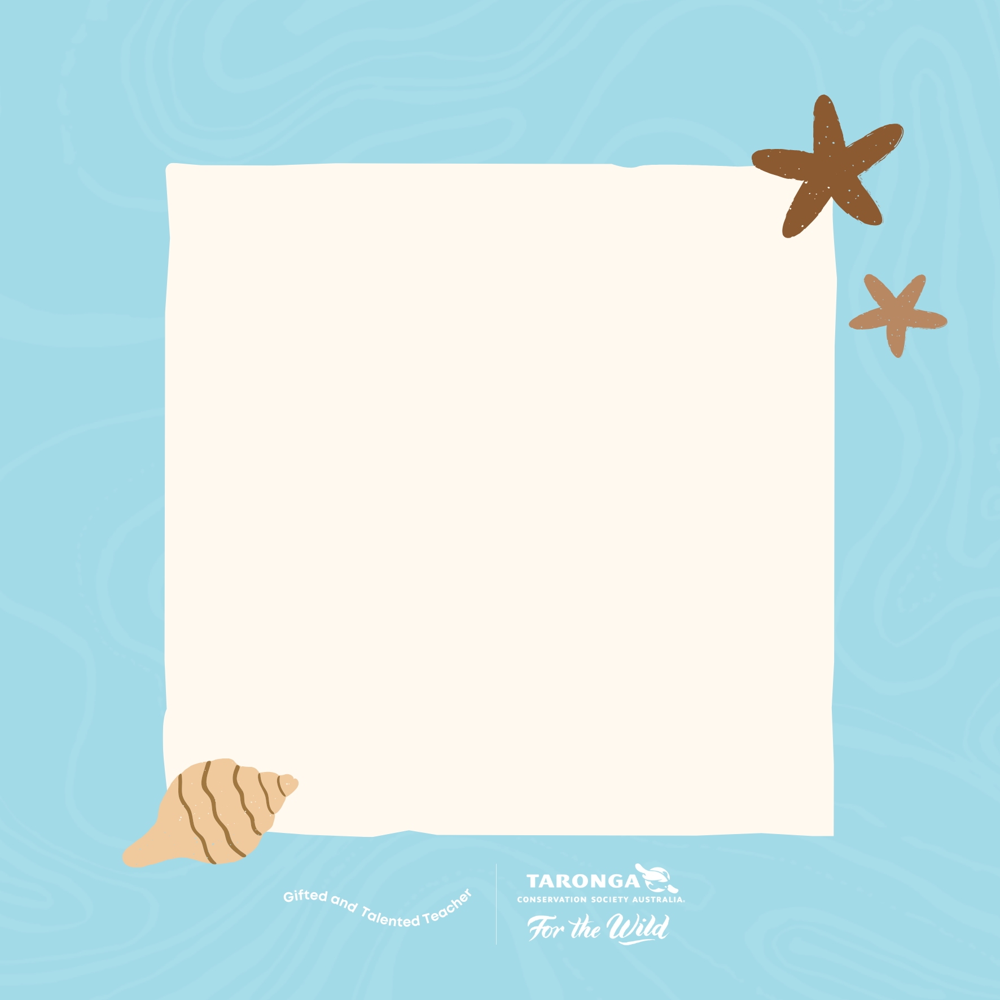 Gifted and Talented Teacher
TARONGA
CONSERVATION SOCIETY AUSTRALIA
For the Wild